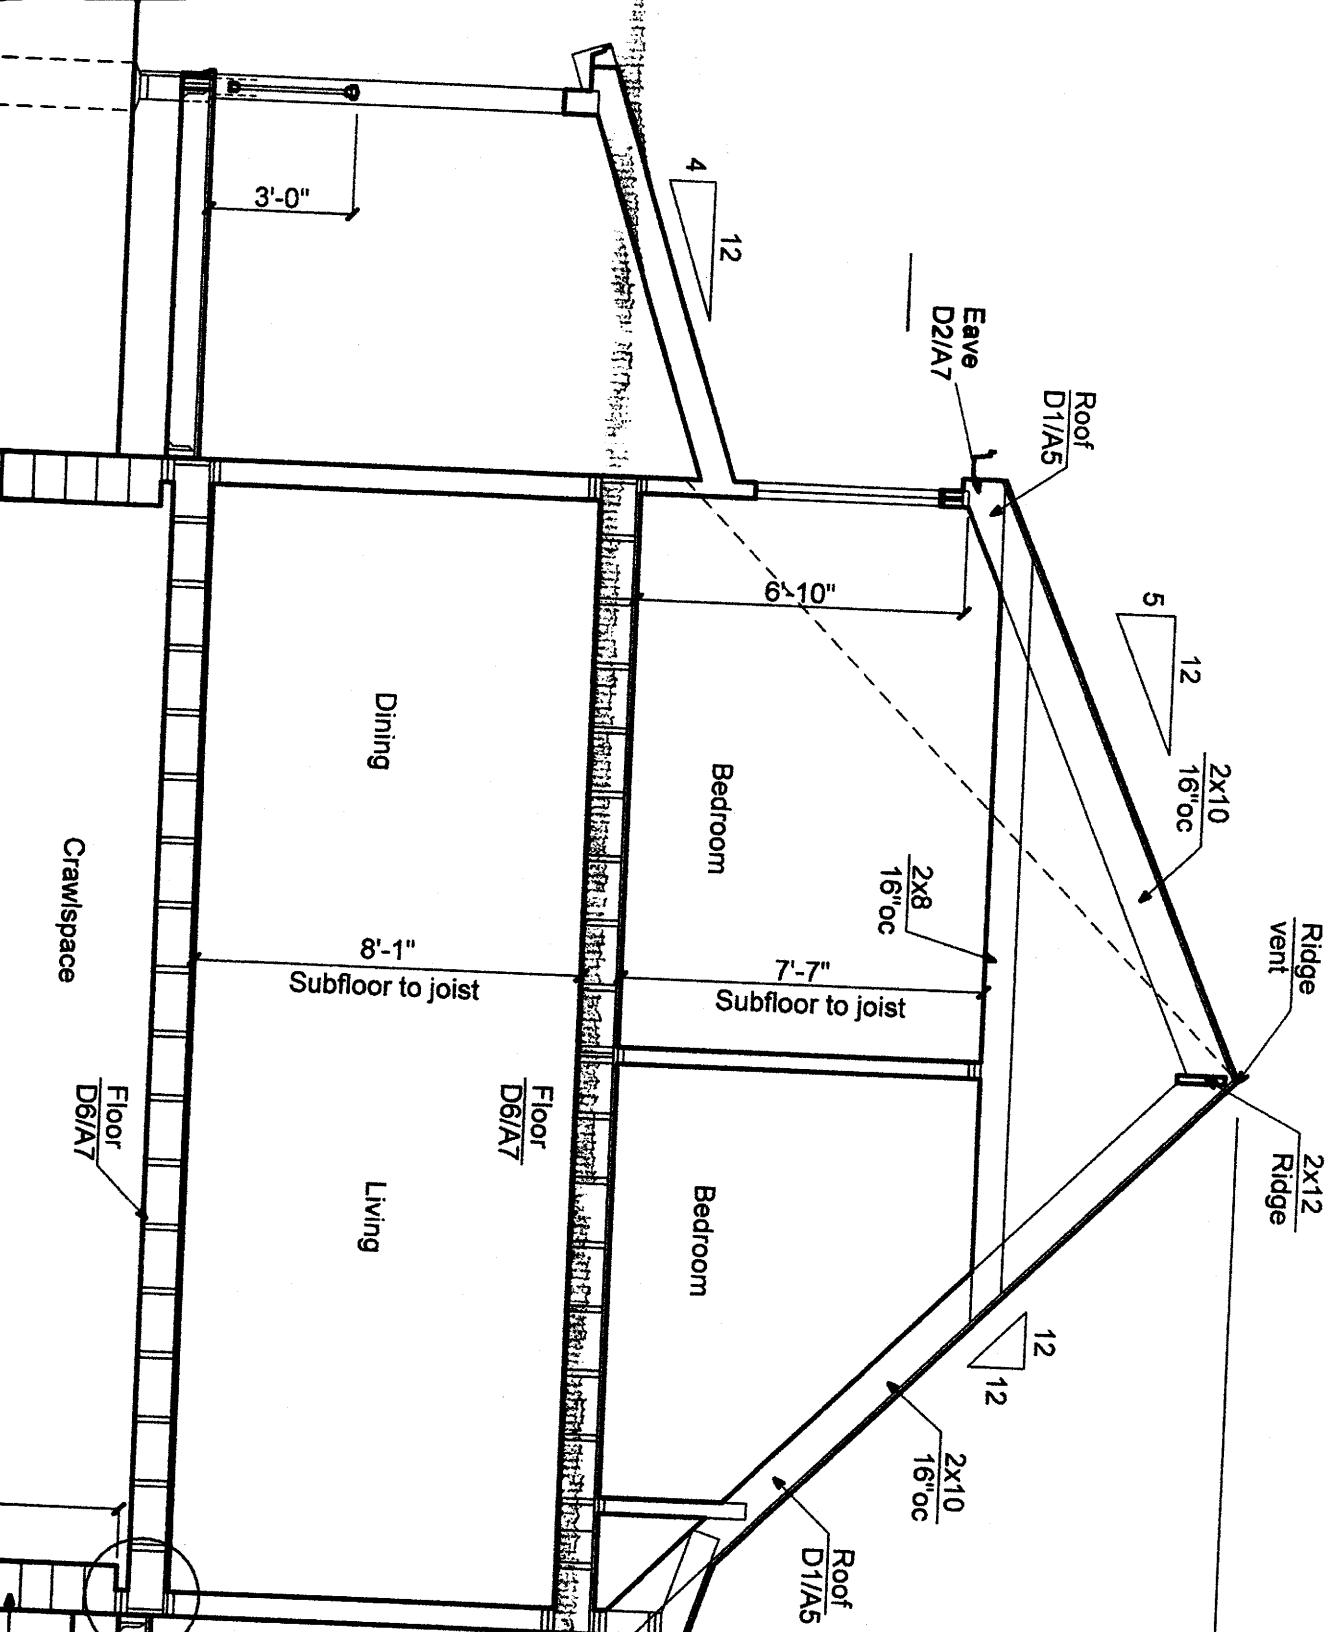 Ridge
vent
2x12
Ridge
2x10
16"oc
12
5
Roof
D1/A5
Eave
D2/A7
12
12
2x10
16"oc
2x8
16"oc
Roof
D1/A5
12
4
6'-10"
7'-7"
Subfloor to joist
Bedroom
Bedroom
Floor
D6/A7
8'-1"
Subfloor to joist
Dining
Living
3'-0"
Floor
D6/A7
Crawlspace